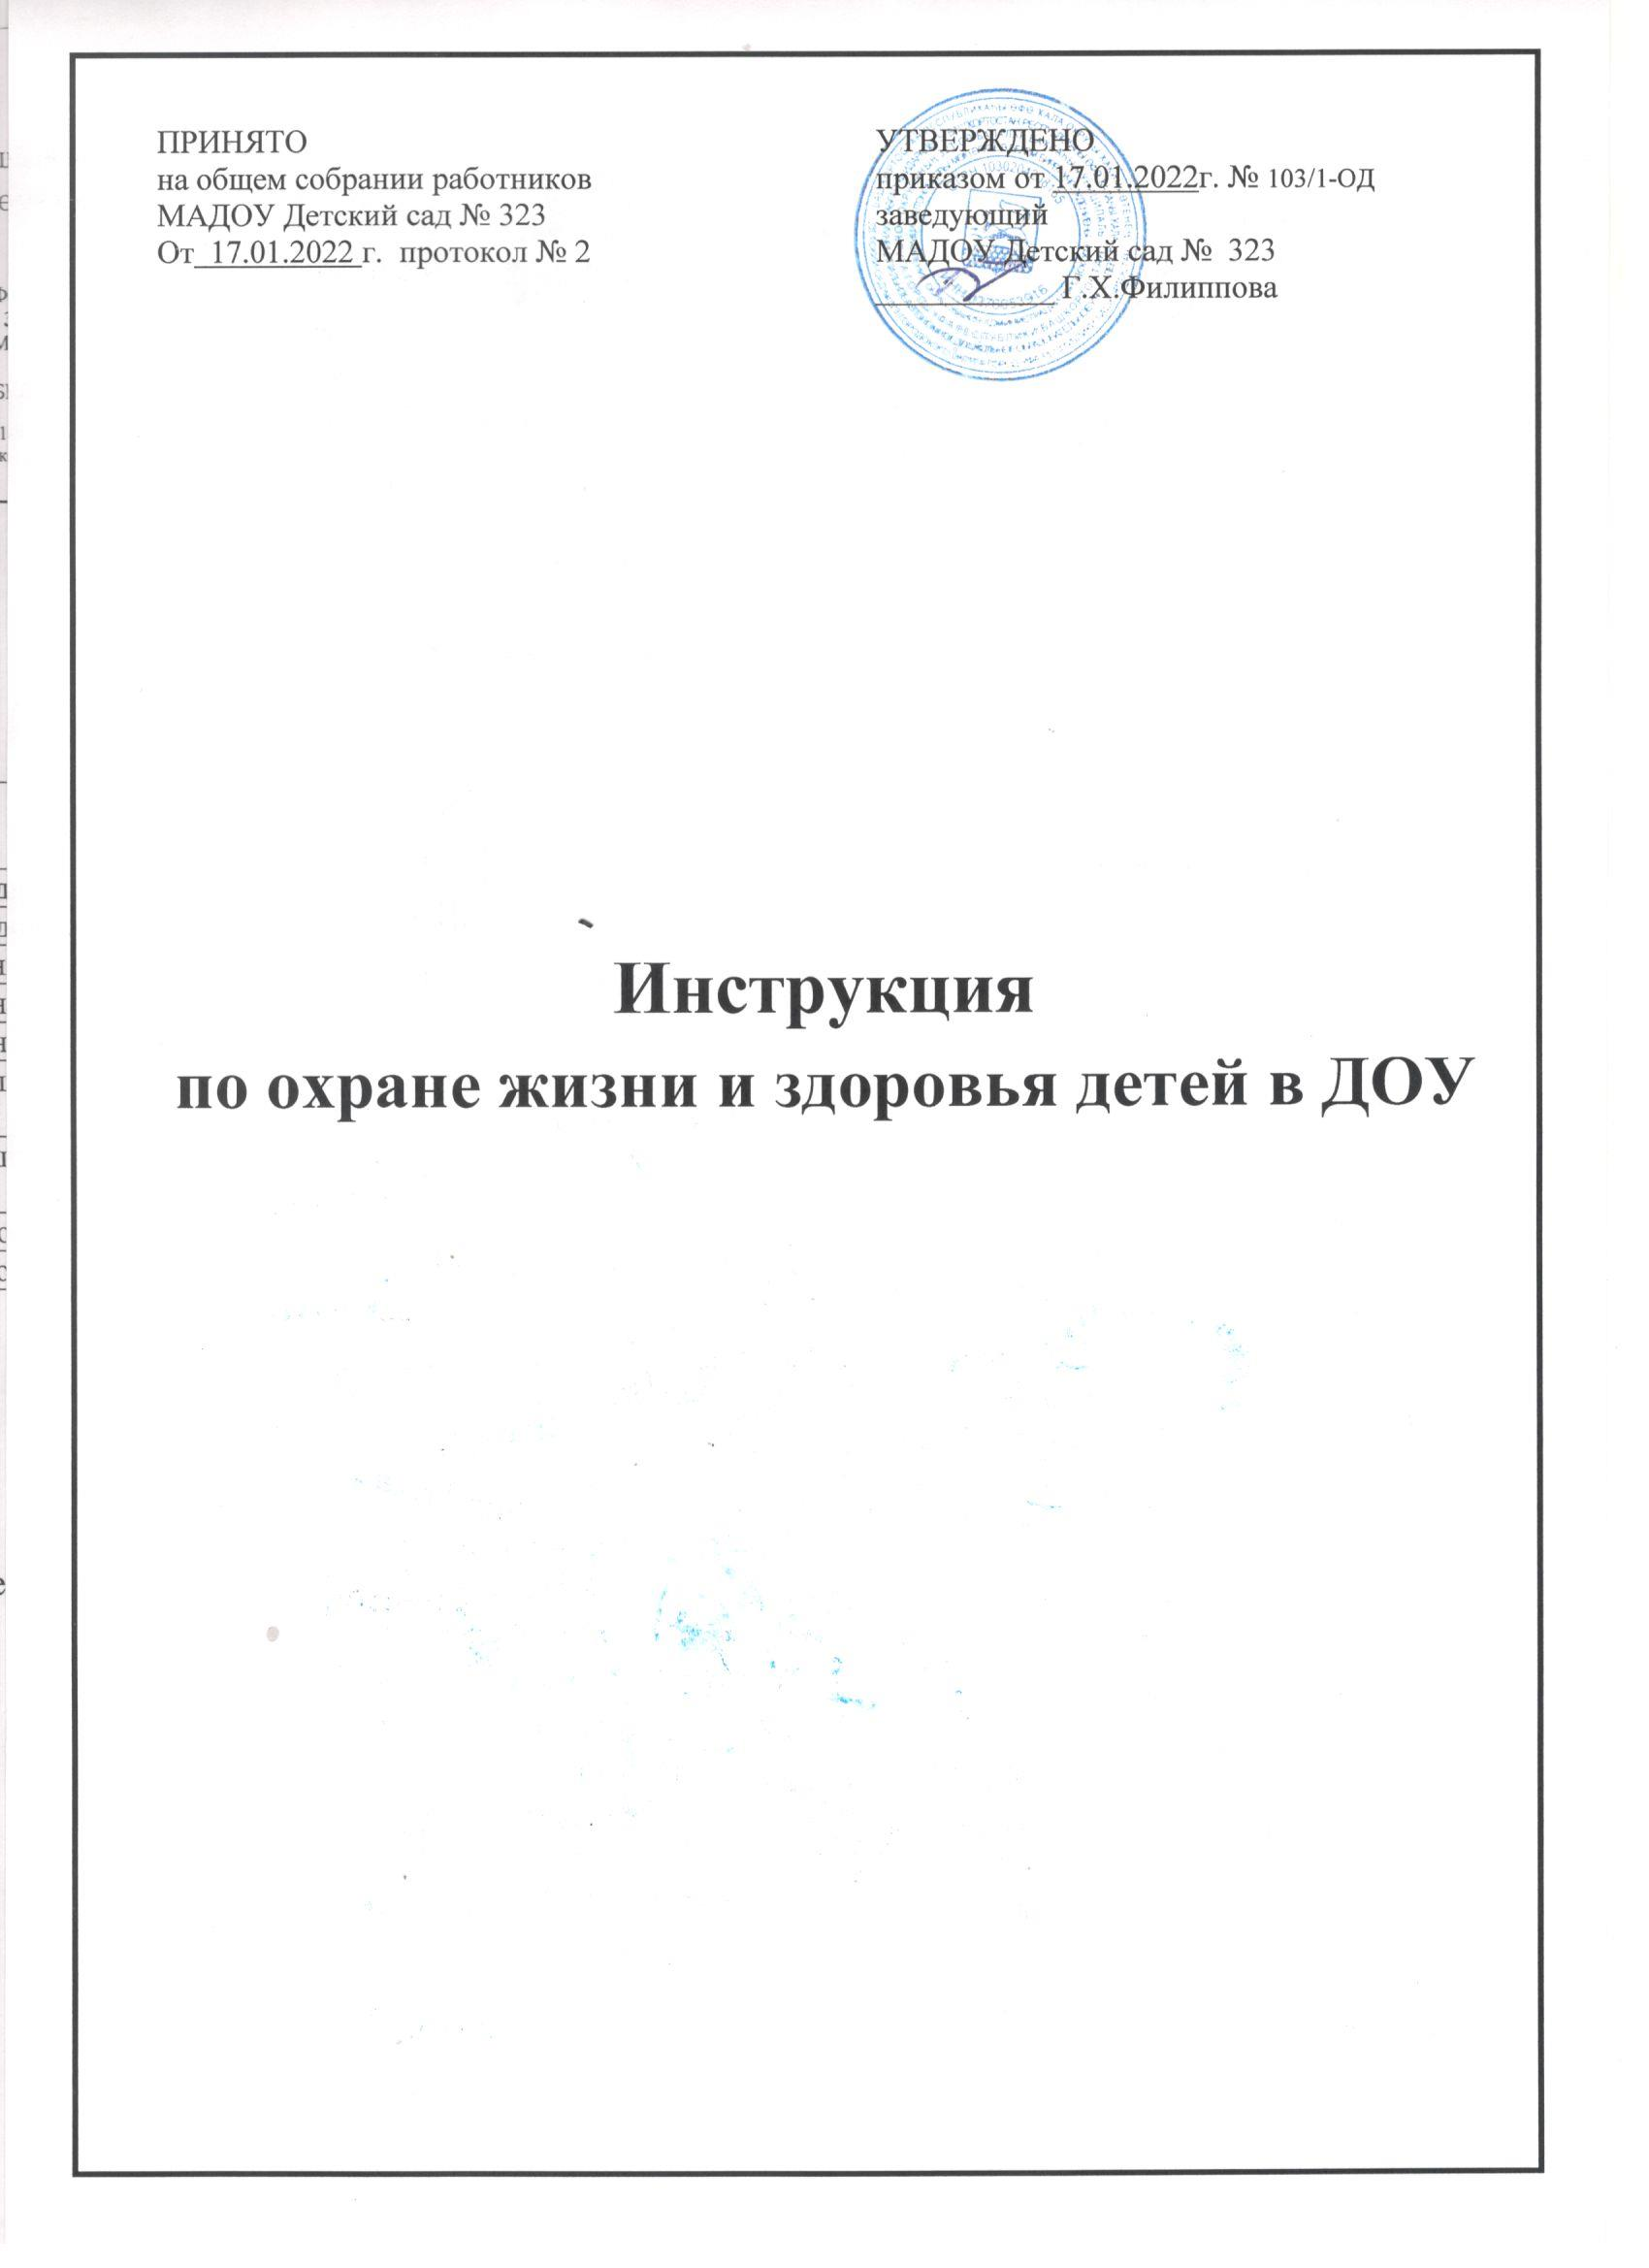 ПРИНЯТО
на общем собрании работников
МАДОУ Детский сад № 323
От  17.01.2022 г.  протокол № 2
УТВЕРЖДЕНО
приказом от 17.01.2022г. № 103/1-ОД
заведующий
МАДОУ Детский сад №  323
____________ Г.Х.Филиппова
Инструкция
по охране жизни и здоровья детей в ДОУ